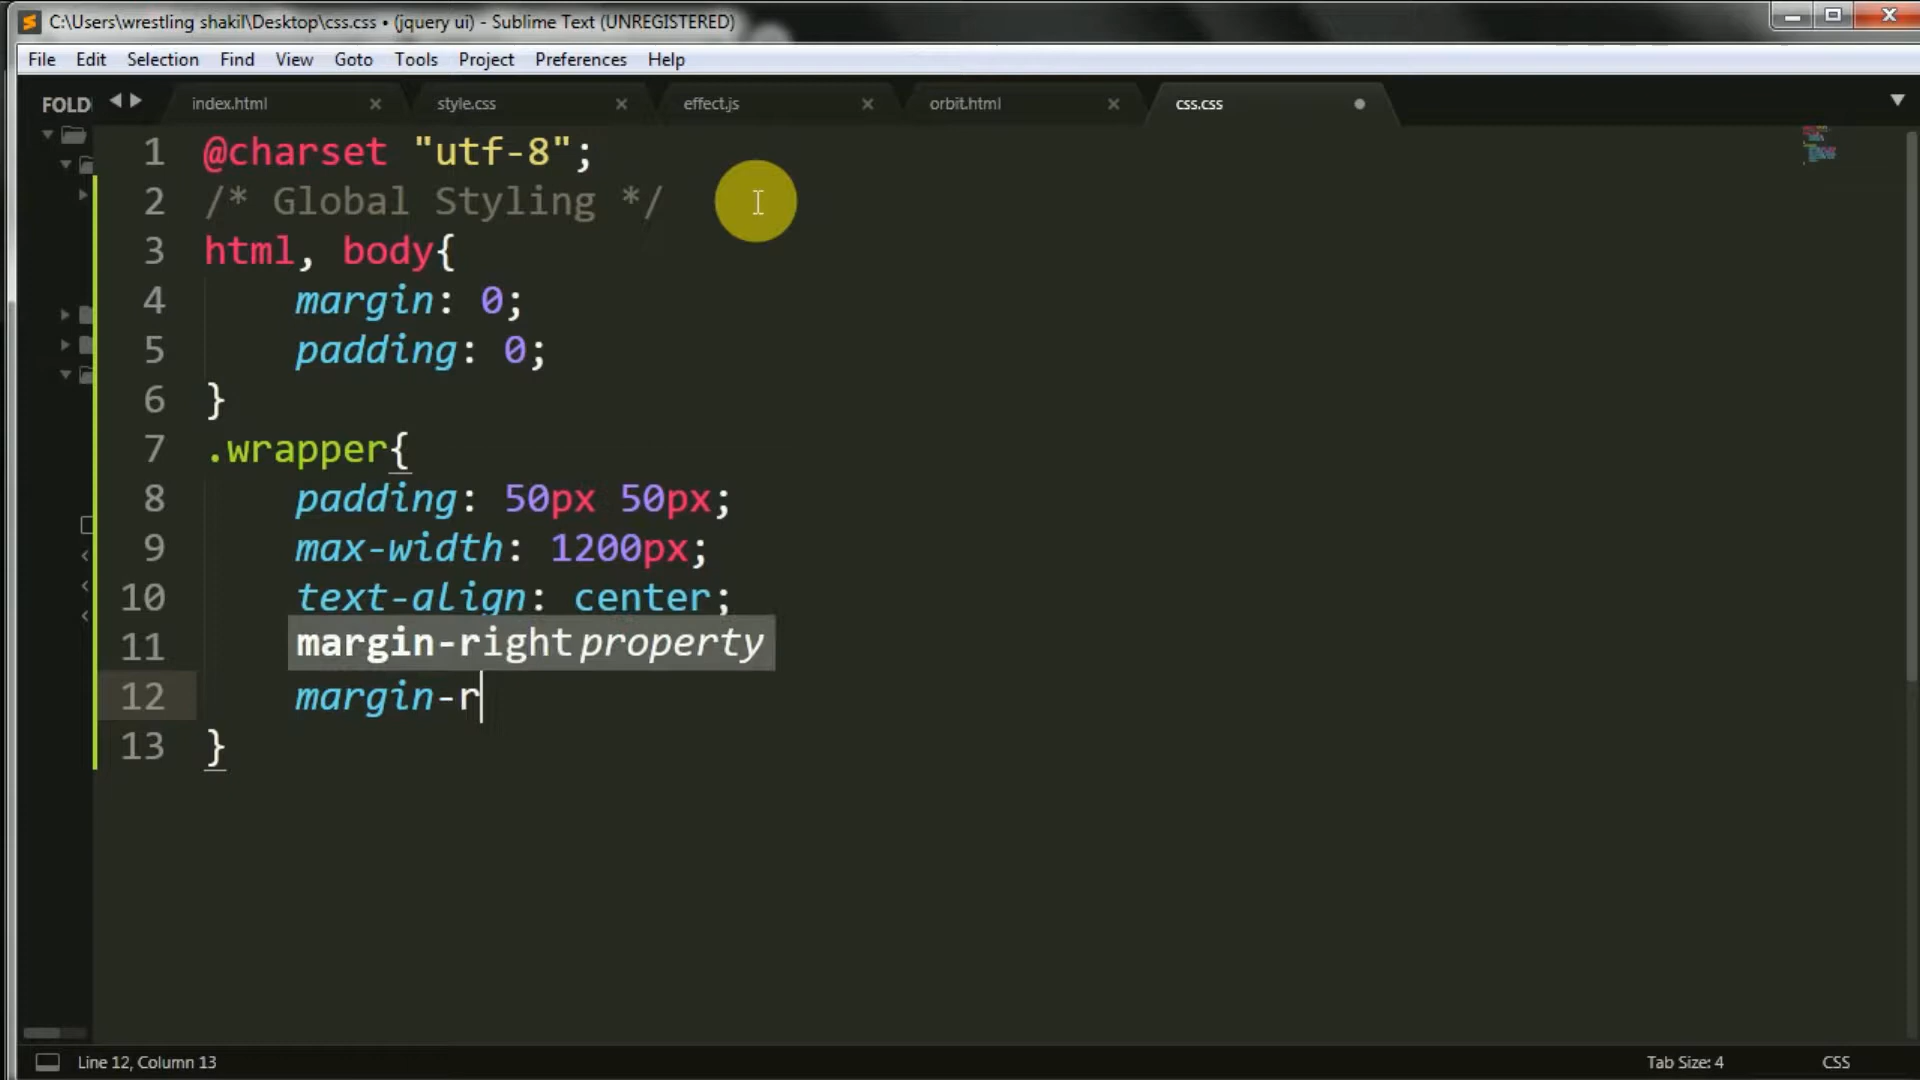 C:\Users\wrestling shakil\Desktop\css.css • (jquery ui) - Sublime Text (UNREGISTERED)
File Edit Selection Find View Goto Tools Project Preferences Help
FOLD
index.html style.css effect.js orbit.html css.css
1 @charset "utf-8";
2 /* Global Styling */
3 html, body{
4 margin: 0;
5 padding: 0;
6 }
7 .wrapper{
8 padding: 50px 50px;
9 max-width: 1200px;
10 text-align: center;
11 margin-right property
12 margin-r
13 }
Line 12, Column 13 Tab Size: 4 CSS